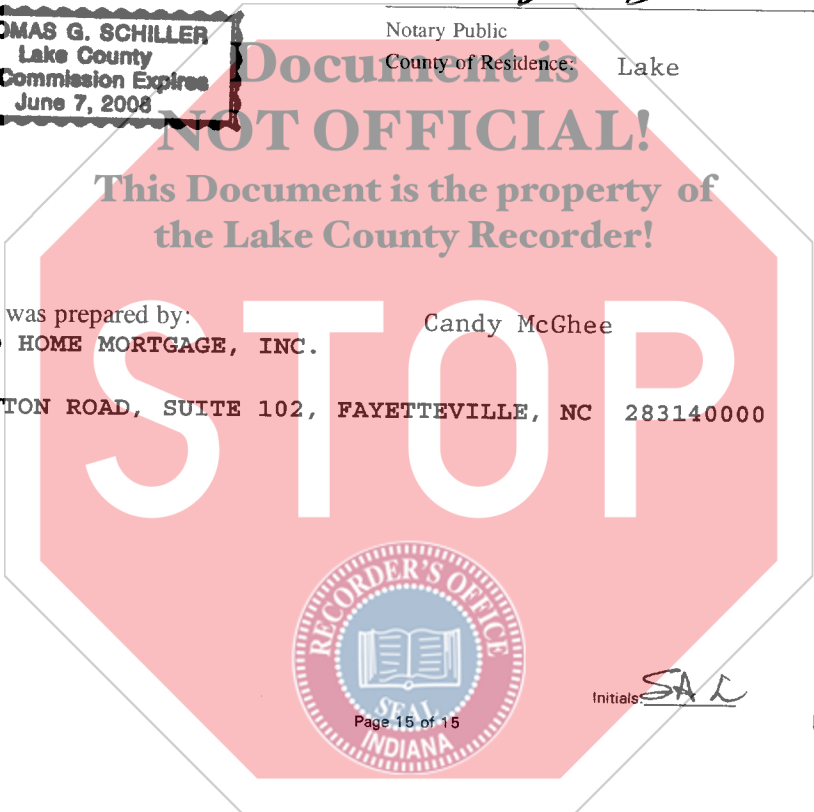 OMAS G. SCHILLER
Lake County
Commission Expires
June 7, 2008
Notary Public
County of Residence: Lake
Document is
NOT OFFICIAL!
This Document is the property of
the Lake County Recorder!
was prepared by: Candy McGhee
HOME MORTGAGE, INC.
TON ROAD, SUITE 102, FAYETTEVILLE, NC 283140000
STOP
RECORDER'S OFFICE
SEAL
INDIANA
Initials: SAL
Page 15 of 15